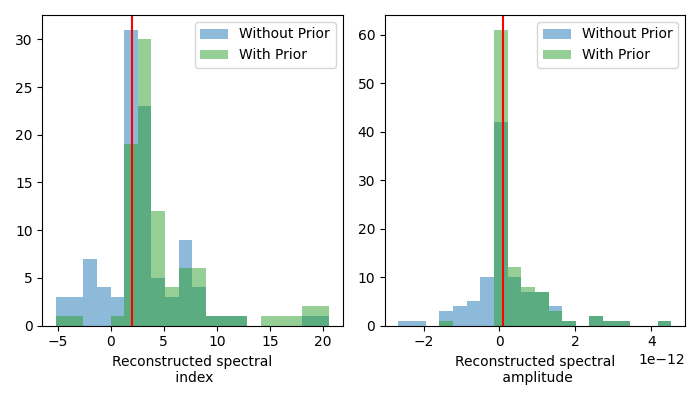 Without Prior
With Prior
30
25
20
15
10
5
0
−5
0
5
10
15
20
Reconstructed spectral
index
Without Prior
With Prior
60
50
40
30
20
10
0
−2
0
2
4
1e−12
Reconstructed spectral
amplitude